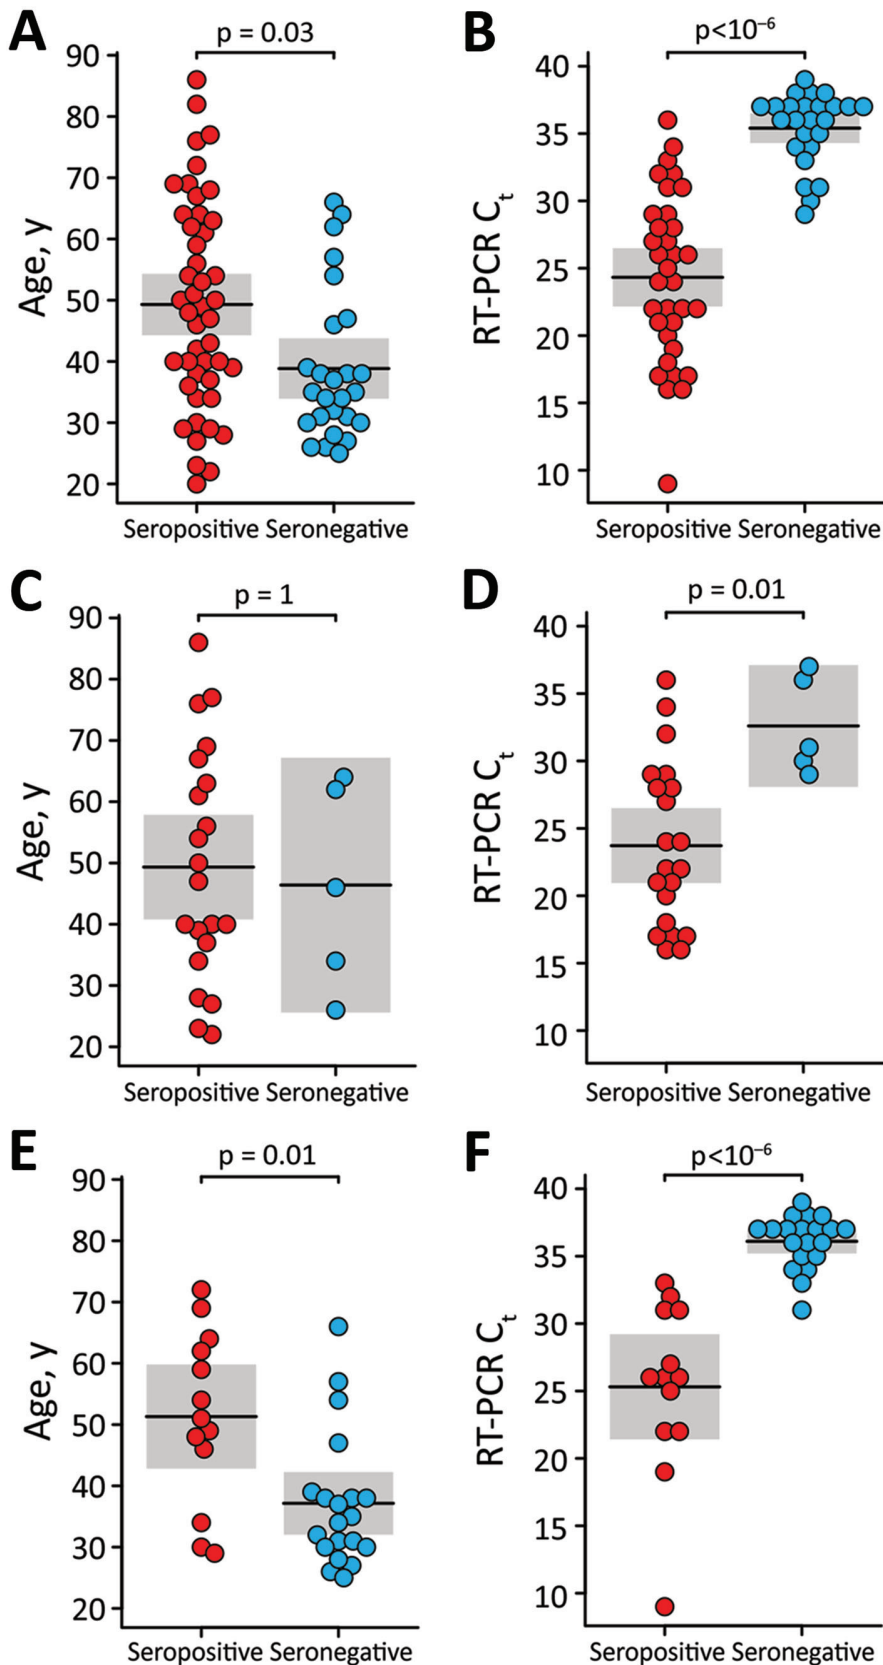 A
p = 0.03
Age, y
90
80
70
60
50
40
30
20
Seropositive Seronegative
B
p<10⁻⁶
RT-PCR Cₜ
40
35
30
25
20
15
10
Seropositive Seronegative
C
p = 1
Age, y
90
80
70
60
50
40
30
20
Seropositive Seronegative
D
p = 0.01
RT-PCR Cₜ
40
35
30
25
20
15
10
Seropositive Seronegative
E
p = 0.01
Age, y
90
80
70
60
50
40
30
20
Seropositive Seronegative
F
p<10⁻⁶
RT-PCR Cₜ
40
35
30
25
20
15
10
Seropositive Seronegative